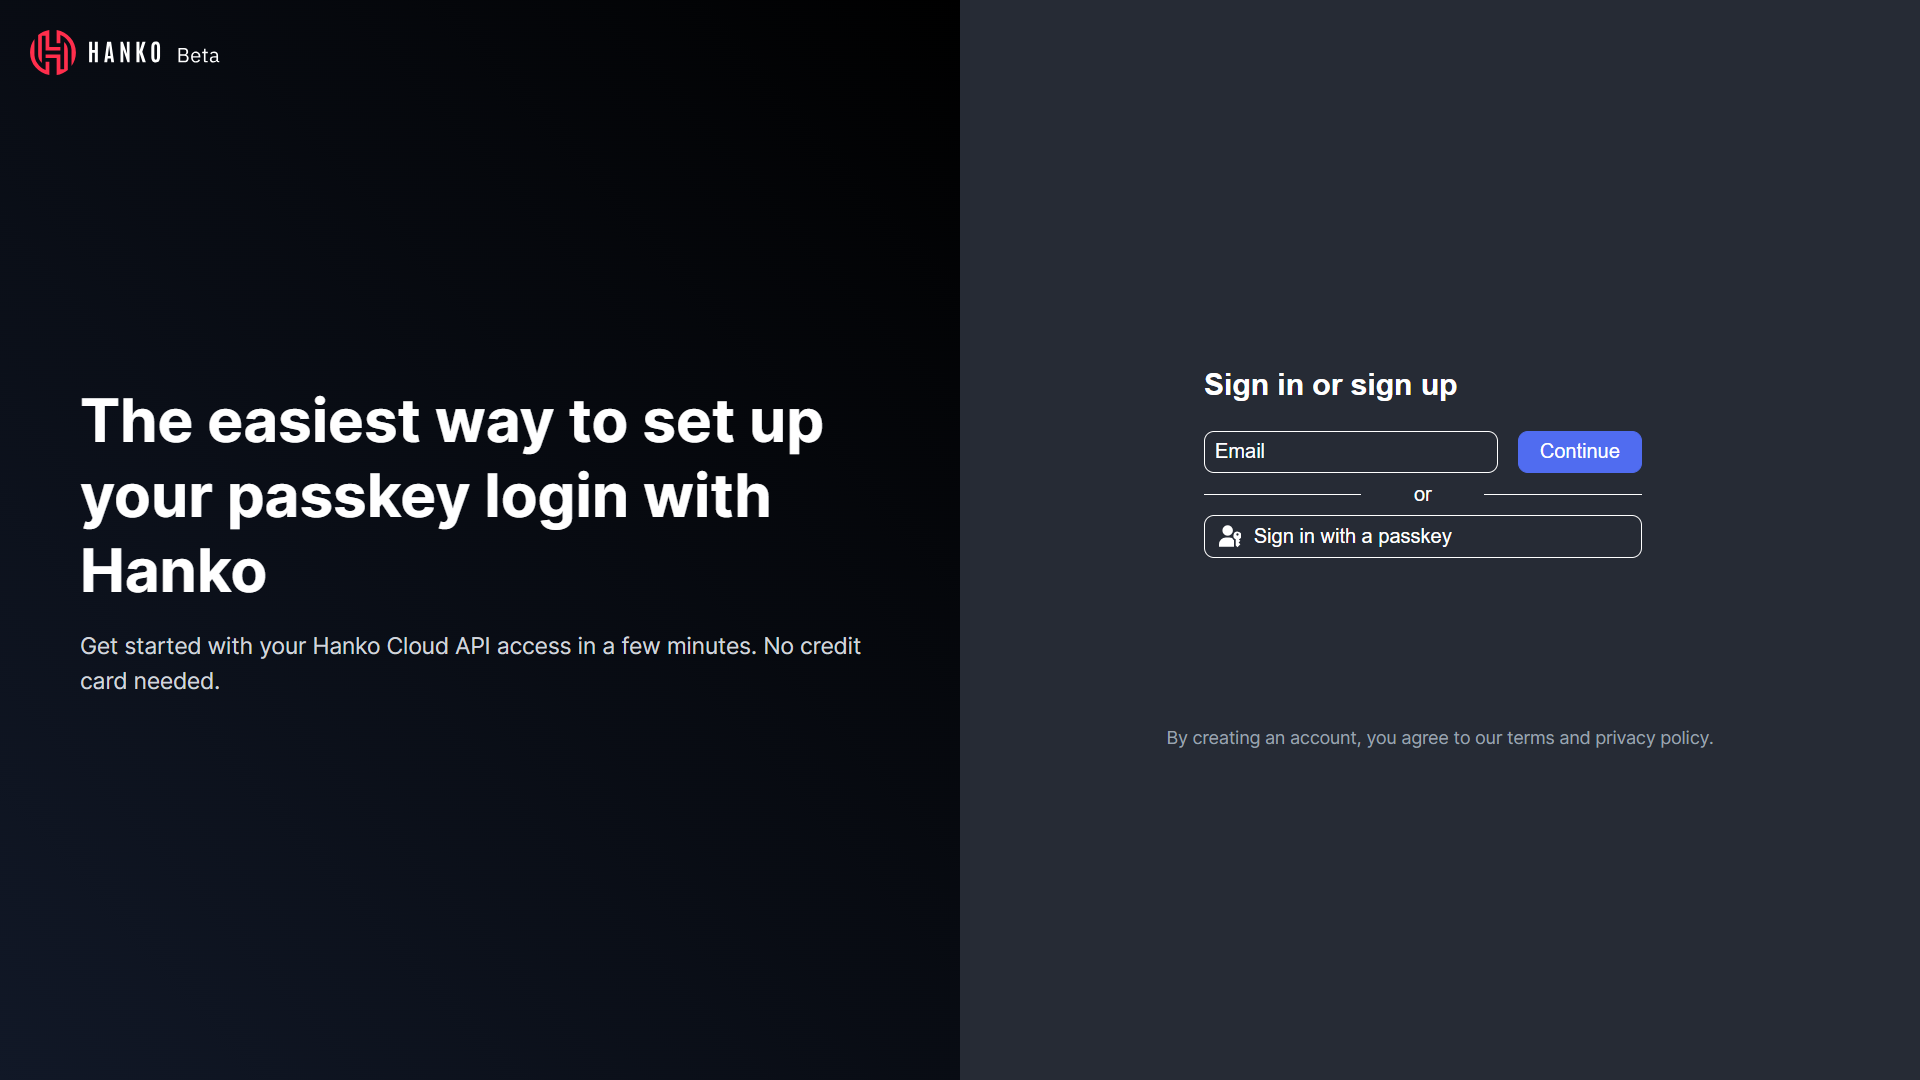 HANKO Beta
The easiest way to set up
your passkey login with
Hanko
Get started with your Hanko Cloud API access in a few minutes. No credit
card needed.
Sign in or sign up
Email
Continue
or
Sign in with a passkey
By creating an account, you agree to our terms and privacy policy.